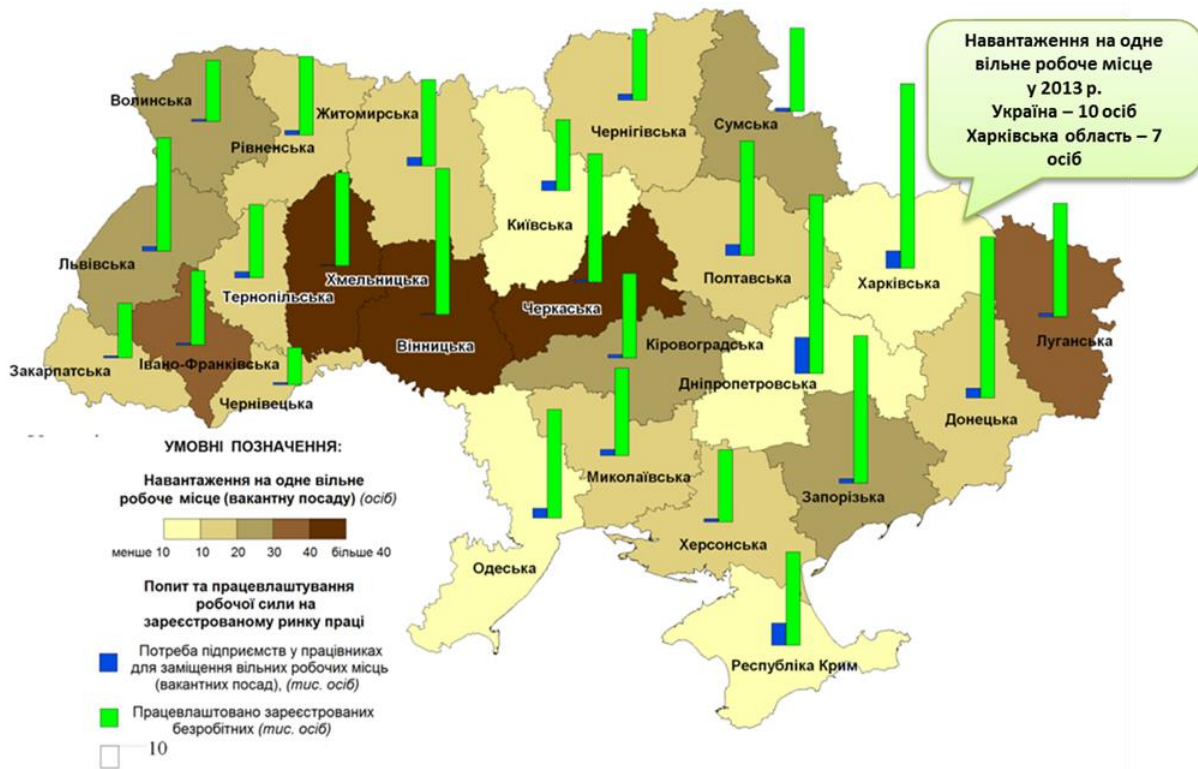 Навантаження на одне
вільне робоче місце
у 2013 р.
Україна – 10 осіб
Харківська область – 7
осіб
Волинська
Рівненська
Житомирська
Чернігівська
Сумська
Київська
Львівська
Тернопільська
Хмельницька
Вінницька
Черкаська
Полтавська
Харківська
Луганська
Закарпатська
Івано-Франківська
Чернівецька
Кіровоградська
Дніпропетровська
Донецька
Миколаївська
Запорізька
Херсонська
Одеська
Республіка Крим
УМОВНІ ПОЗНАЧЕННЯ:
Навантаження на одне вільне
робоче місце (вакантну посаду) (осіб)
менше 10 10 20 30 40 більше 40
Попит та працевлаштування
робочої сили на
зареєстрованому ринку праці
Потреба підприємств у працівниках
для заміщення вільних робочих місць
(вакантних посад), (тис. осіб)
Працевлаштовано зареєстрованих
безробітних (тис. осіб)
10